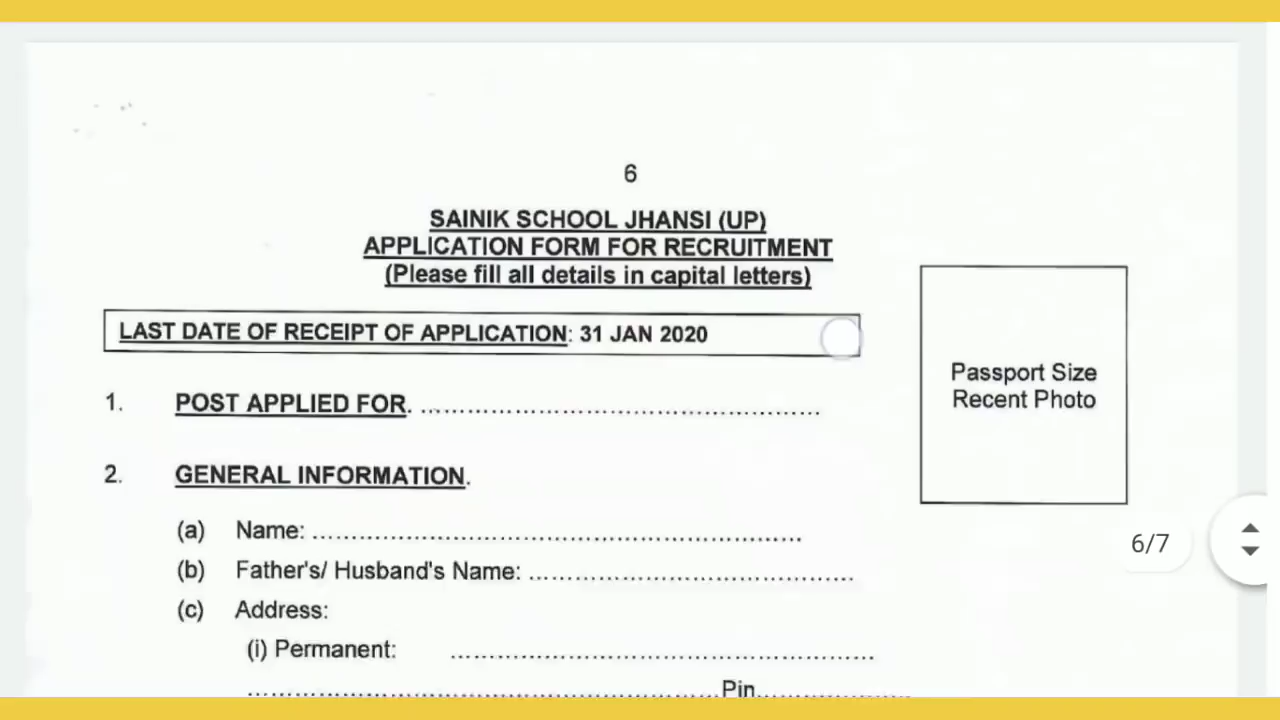 6
SAINIK SCHOOL JHANSI (UP)
APPLICATION FORM FOR RECRUITMENT
(Please fill all details in capital letters)
LAST DATE OF RECEIPT OF APPLICATION: 31 JAN 2020
Passport Size
Recent Photo
1. POST APPLIED FOR. ..........................................................
2. GENERAL INFORMATION.
(a) Name: ......................................................................
(b) Father's/ Husband's Name: ...............................................
6/7
(c) Address:
(i) Permanent: .............................................................
....................................................................Pin......................